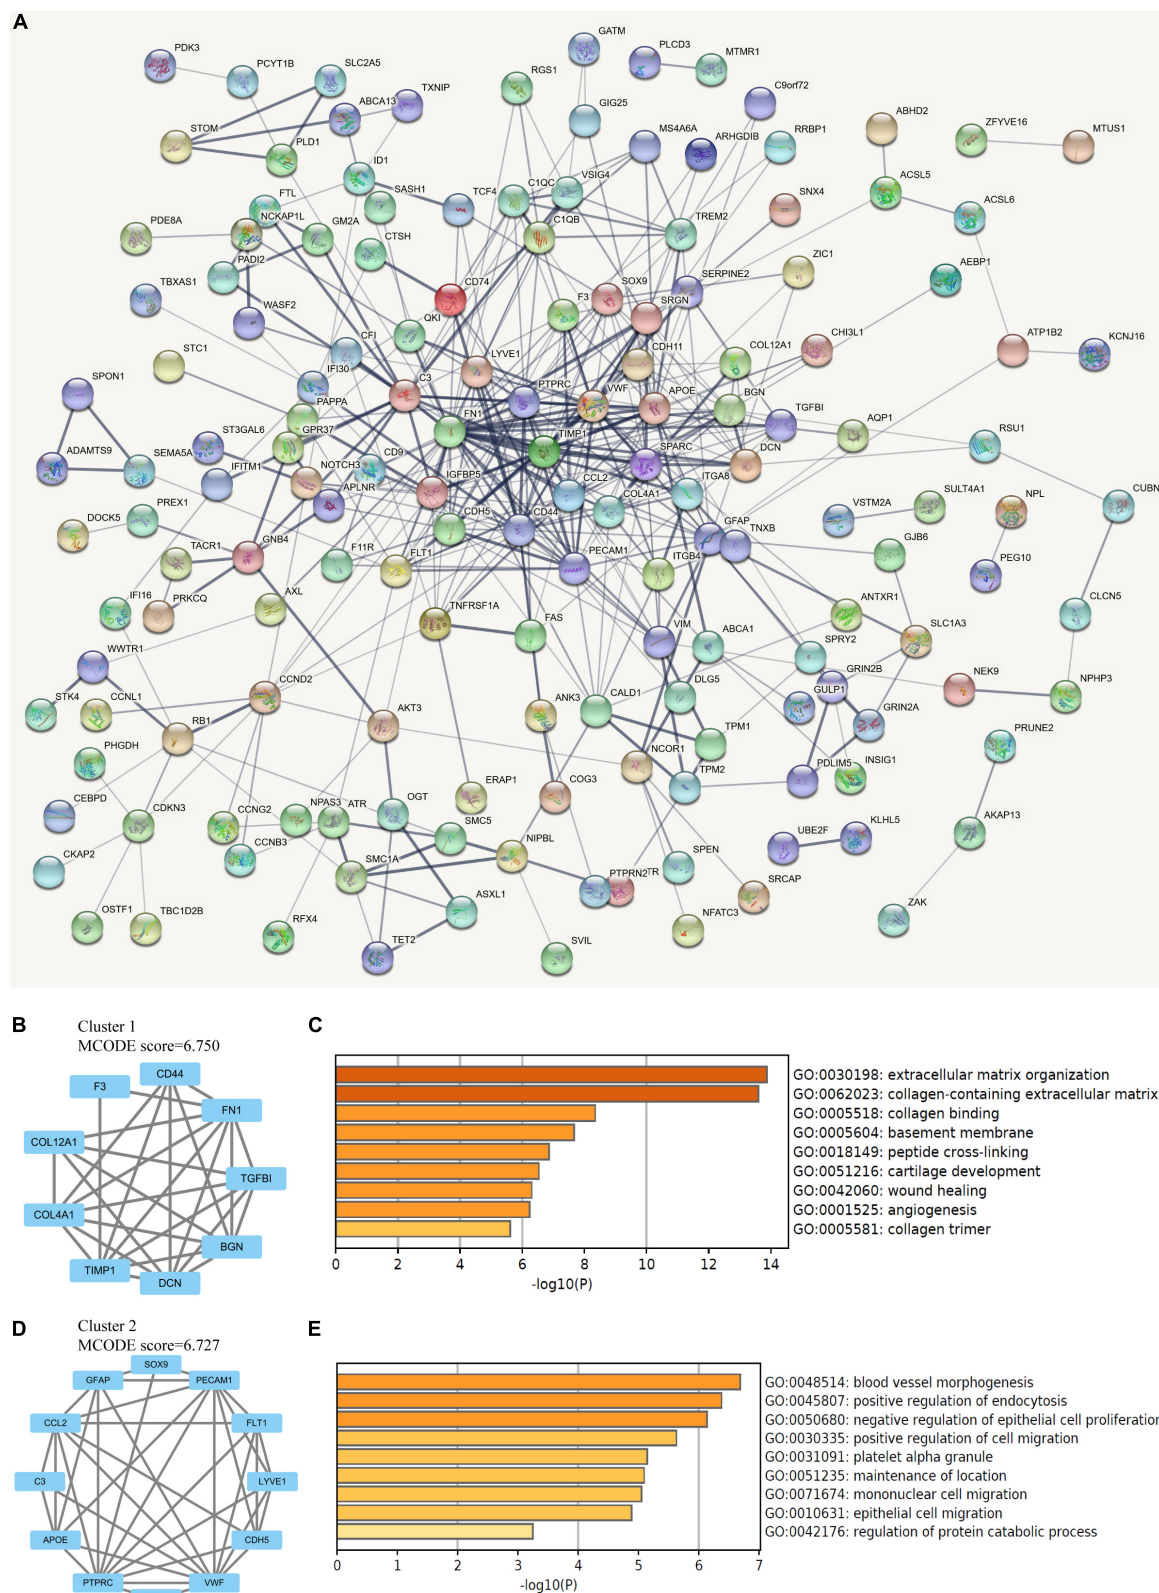 A
PDK3
PCYT1B
SLC2A5
GATM
PLCD3
MTMR1
RGS1
TXNIP
ABCA13
GIG25
C9orf72
STOM
PLD1
MS4A6A
ARHGDIB
RRBP1
ABHD2
ZFYVE16
MTUS1
ID1
FTL
SASH1
TCF4
C1QC
VSIG4
SNX4
ACSL5
ACSL6
PDE8A
NCKAP1L
GM2A
C1QB
TREM2
PADI2
CTSH
TBXAS1
CD74
SOX9
SERPINE2
ZIC1
AEBP1
WASF2
QKI
F3
SRGN
STC1
CFI
LYVE1
CDH11
COL12A1
CHI3L1
ATP1B2
KCNJ16
IFI30
C3
PTPRC
VWF
APOE
BGN
SPON1
PAPPA
FN1
TIMP1
TGFBI
AQP1
ST3GAL6
GPR37
SPARC
DCN
RSU1
ADAMTS9
SEMA5A
IFITM1
NOTCH3
CD9
IGFBP5
CCL2
ITGA8
CUBN
PREX1
APLNR
COL4A1
VSTM2A
SULT4A1
NPL
DOCK5
CDH5
CD44
GFAP
TNXB
TACR1
GNB4
F11R
FLT1
PECAM1
ITGB4
GJB6
PEG10
IFI16
PRKCQ
AXL
TNFRSF1A
FAS
ANTXR1
CLCN5
WWTR1
VIM
ABCA1
SPRY2
SLC1A3
STK4
CCNL1
CCND2
ANK3
CALD1
DLG5
GRIN2B
NEK9
NPHP3
RB1
AKT3
GULP1
GRIN2A
PHGDH
NCOR1
TPM1
PRUNE2
ERAP1
COG3
TPM2
PDLIM5
INSIG1
CEBPD
CDKN3
CCNG2
NPAS3
ATR
OGT
SMC5
NIPBL
UBE2F
KLHL5
AKAP13
CKAP2
CCNB3
SMC1A
PTPRN2
TR
SPEN
SRCAP
OSTF1
TBC1D2B
RFX4
ASXL1
NFATC3
ZAK
TET2
SVIL
B
Cluster 1
MCODE score=6.750
CD44
F3
FN1
COL12A1
TGFBI
COL4A1
BGN
TIMP1
DCN
C
GO:0030198: extracellular matrix organization
GO:0062023: collagen-containing extracellular matrix
GO:0005518: collagen binding
GO:0005604: basement membrane
GO:0018149: peptide cross-linking
GO:0051216: cartilage development
GO:0042060: wound healing
GO:0001525: angiogenesis
GO:0005581: collagen trimer
0 2 4 6 8 10 12 14
-log10(P)
D
Cluster 2
MCODE score=6.727
SOX9
GFAP
PECAM1
CCL2
FLT1
C3
LYVE1
APOE
CDH5
PTPRC
VWF
E
GO:0048514: blood vessel morphogenesis
GO:0045807: positive regulation of endocytosis
GO:0050680: negative regulation of epithelial cell proliferation
GO:0030335: positive regulation of cell migration
GO:0031091: platelet alpha granule
GO:0051235: maintenance of location
GO:0071674: mononuclear cell migration
GO:0010631: epithelial cell migration
GO:0042176: regulation of protein catabolic process
0 1 2 3 4 5 6 7
-log10(P)